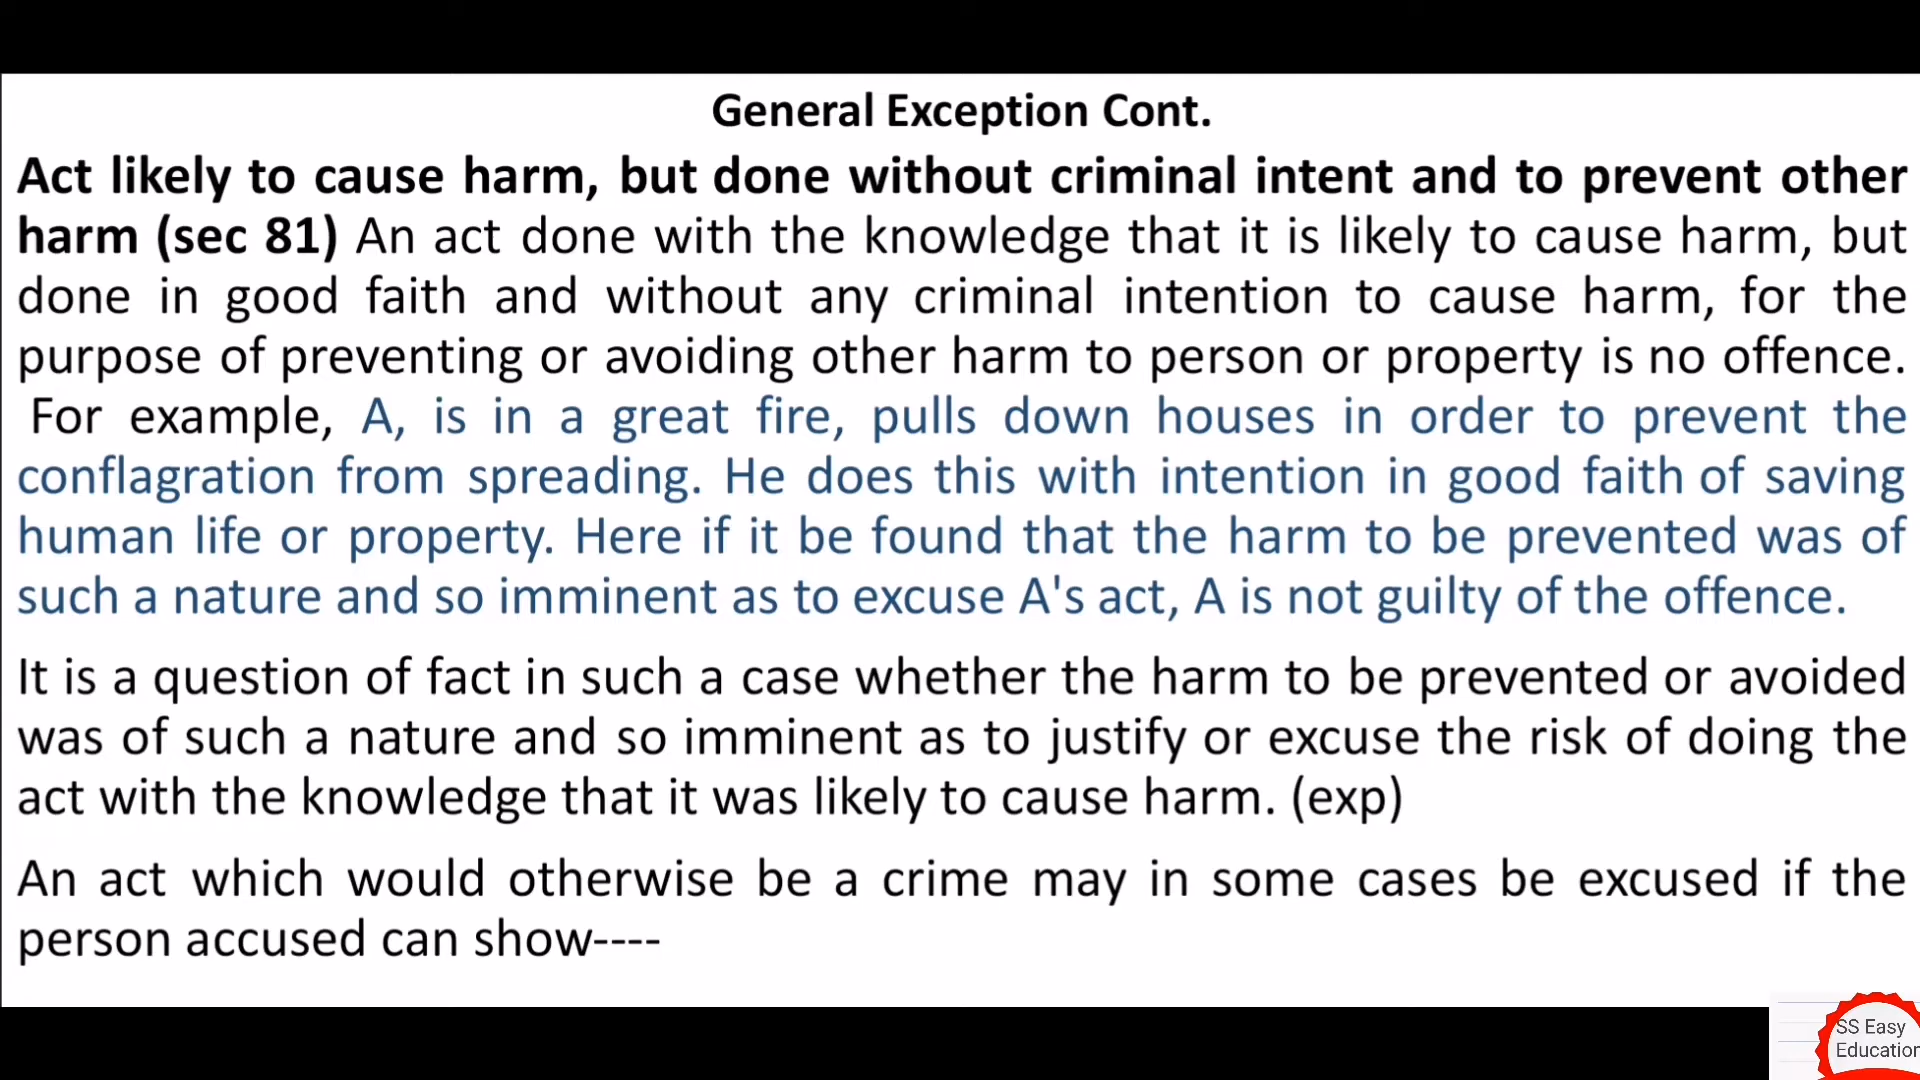 General Exception Cont.
Act likely to cause harm, but done without criminal intent and to prevent other
harm (sec 81) An act done with the knowledge that it is likely to cause harm, but
done in good faith and without any criminal intention to cause harm, for the
purpose of preventing or avoiding other harm to person or property is no offence.
For example, A, is in a great fire, pulls down houses in order to prevent the
conflagration from spreading. He does this with intention in good faith of saving
human life or property. Here if it be found that the harm to be prevented was of
such a nature and so imminent as to excuse A's act, A is not guilty of the offence.
It is a question of fact in such a case whether the harm to be prevented or avoided
was of such a nature and so imminent as to justify or excuse the risk of doing the
act with the knowledge that it was likely to cause harm. (exp)
An act which would otherwise be a crime may in some cases be excused if the
person accused can show----
SS Easy
Education